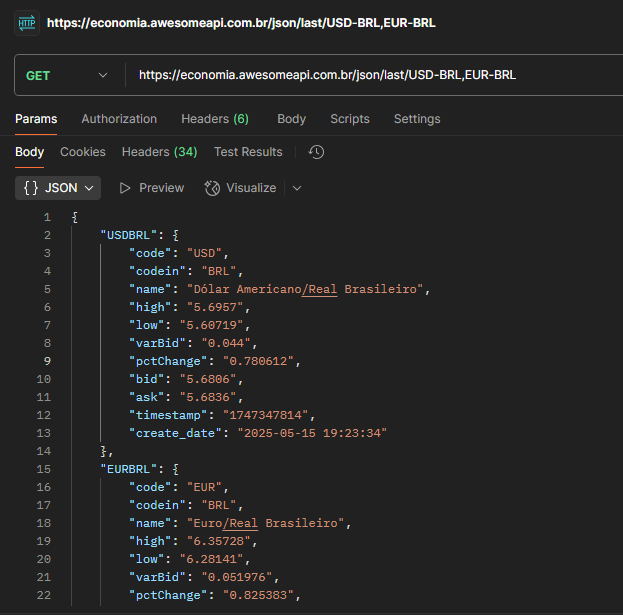 HTTP https://economia.awesomeapi.com.br/json/last/USD-BRL,EUR-BRL
GET https://economia.awesomeapi.com.br/json/last/USD-BRL,EUR-BRL
Params Authorization Headers (6) Body Scripts Settings
Body Cookies Headers (34) Test Results
{} JSON Preview Visualize
1 {
2 "USDBRL": {
3 "code": "USD",
4 "codein": "BRL",
5 "name": "Dólar Americano/Real Brasileiro",
6 "high": "5.6957",
7 "low": "5.60719",
8 "varBid": "0.044",
9 "pctChange": "0.780612",
10 "bid": "5.6806",
11 "ask": "5.6836",
12 "timestamp": "1747347814",
13 "create_date": "2025-05-15 19:23:34"
14 },
15 "EURBRL": {
16 "code": "EUR",
17 "codein": "BRL",
18 "name": "Euro/Real Brasileiro",
19 "high": "6.35728",
20 "low": "6.28141",
21 "varBid": "0.051976",
22 "pctChange": "0.825383",